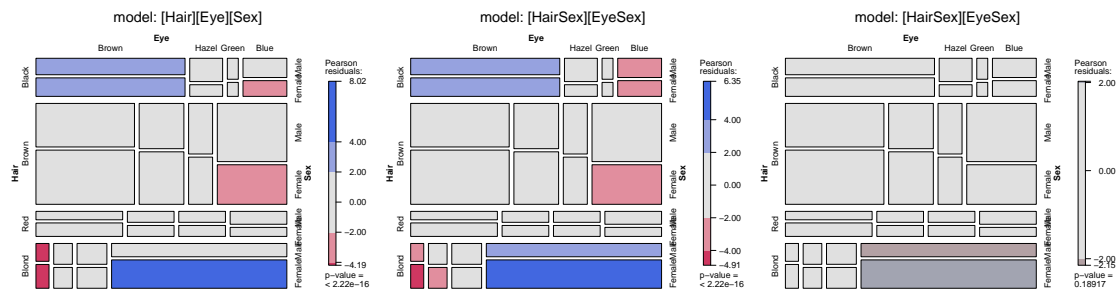 model: [Hair][Eye][Sex]
Eye
Brown Hazel Green Blue
Hair
Black Brown Red Blond
Sex
Male Female
Male Female
Male Female
Male Female
Pearson
residuals:
8.02
4.00
2.00
0.00
−2.00
−4.00
−4.19
p−value =
< 2.22e−16
model: [HairSex][EyeSex]
Eye
Brown Hazel Green Blue
Hair
Black Brown Red Blond
Sex
Male Female
Male Female
Male Female
Male Female
Pearson
residuals:
6.35
4.00
2.00
0.00
−2.00
−4.00
−4.91
p−value =
< 2.22e−16
model: [HairSex][EyeSex]
Eye
Brown Hazel Green Blue
Hair
Black Brown Red Blond
Sex
Male Female
Male Female
Male Female
Male Female
Pearson
residuals:
2.00
0.00
−2.00
−2.15
p−value =
0.18917